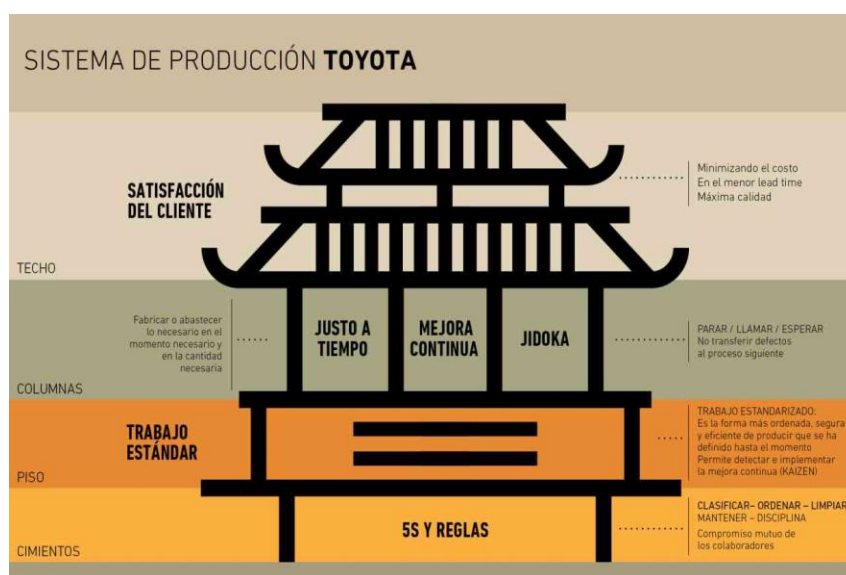 SISTEMA DE PRODUCCIÓN TOYOTA
SATISFACCIÓN
DEL CLIENTE
Minimizando el costo
En el menor lead time
Máxima calidad
TECHO
Fabricar o abastecer
lo necesario en el
momento necesario y
en la cantidad
necesaria
JUSTO A
TIEMPO
MEJORA
CONTINUA
JIDOKA
PARAR / LLAMAR / ESPERAR
No transferir defectos
al proceso siguiente
COLUMNAS
TRABAJO
ESTÁNDAR
TRABAJO ESTANDARIZADO:
Es la forma más ordenada, segura
y eficiente de producir que se ha
definido hasta el momento
Permite detectar e implementar
la mejora continua (KAIZEN)
PISO
5S Y REGLAS
CLASIFICAR– ORDENAR – LIMPIAR
MANTENER – DISCIPLINA
Compromiso mutuo de
los colaboradores
CIMIENTOS